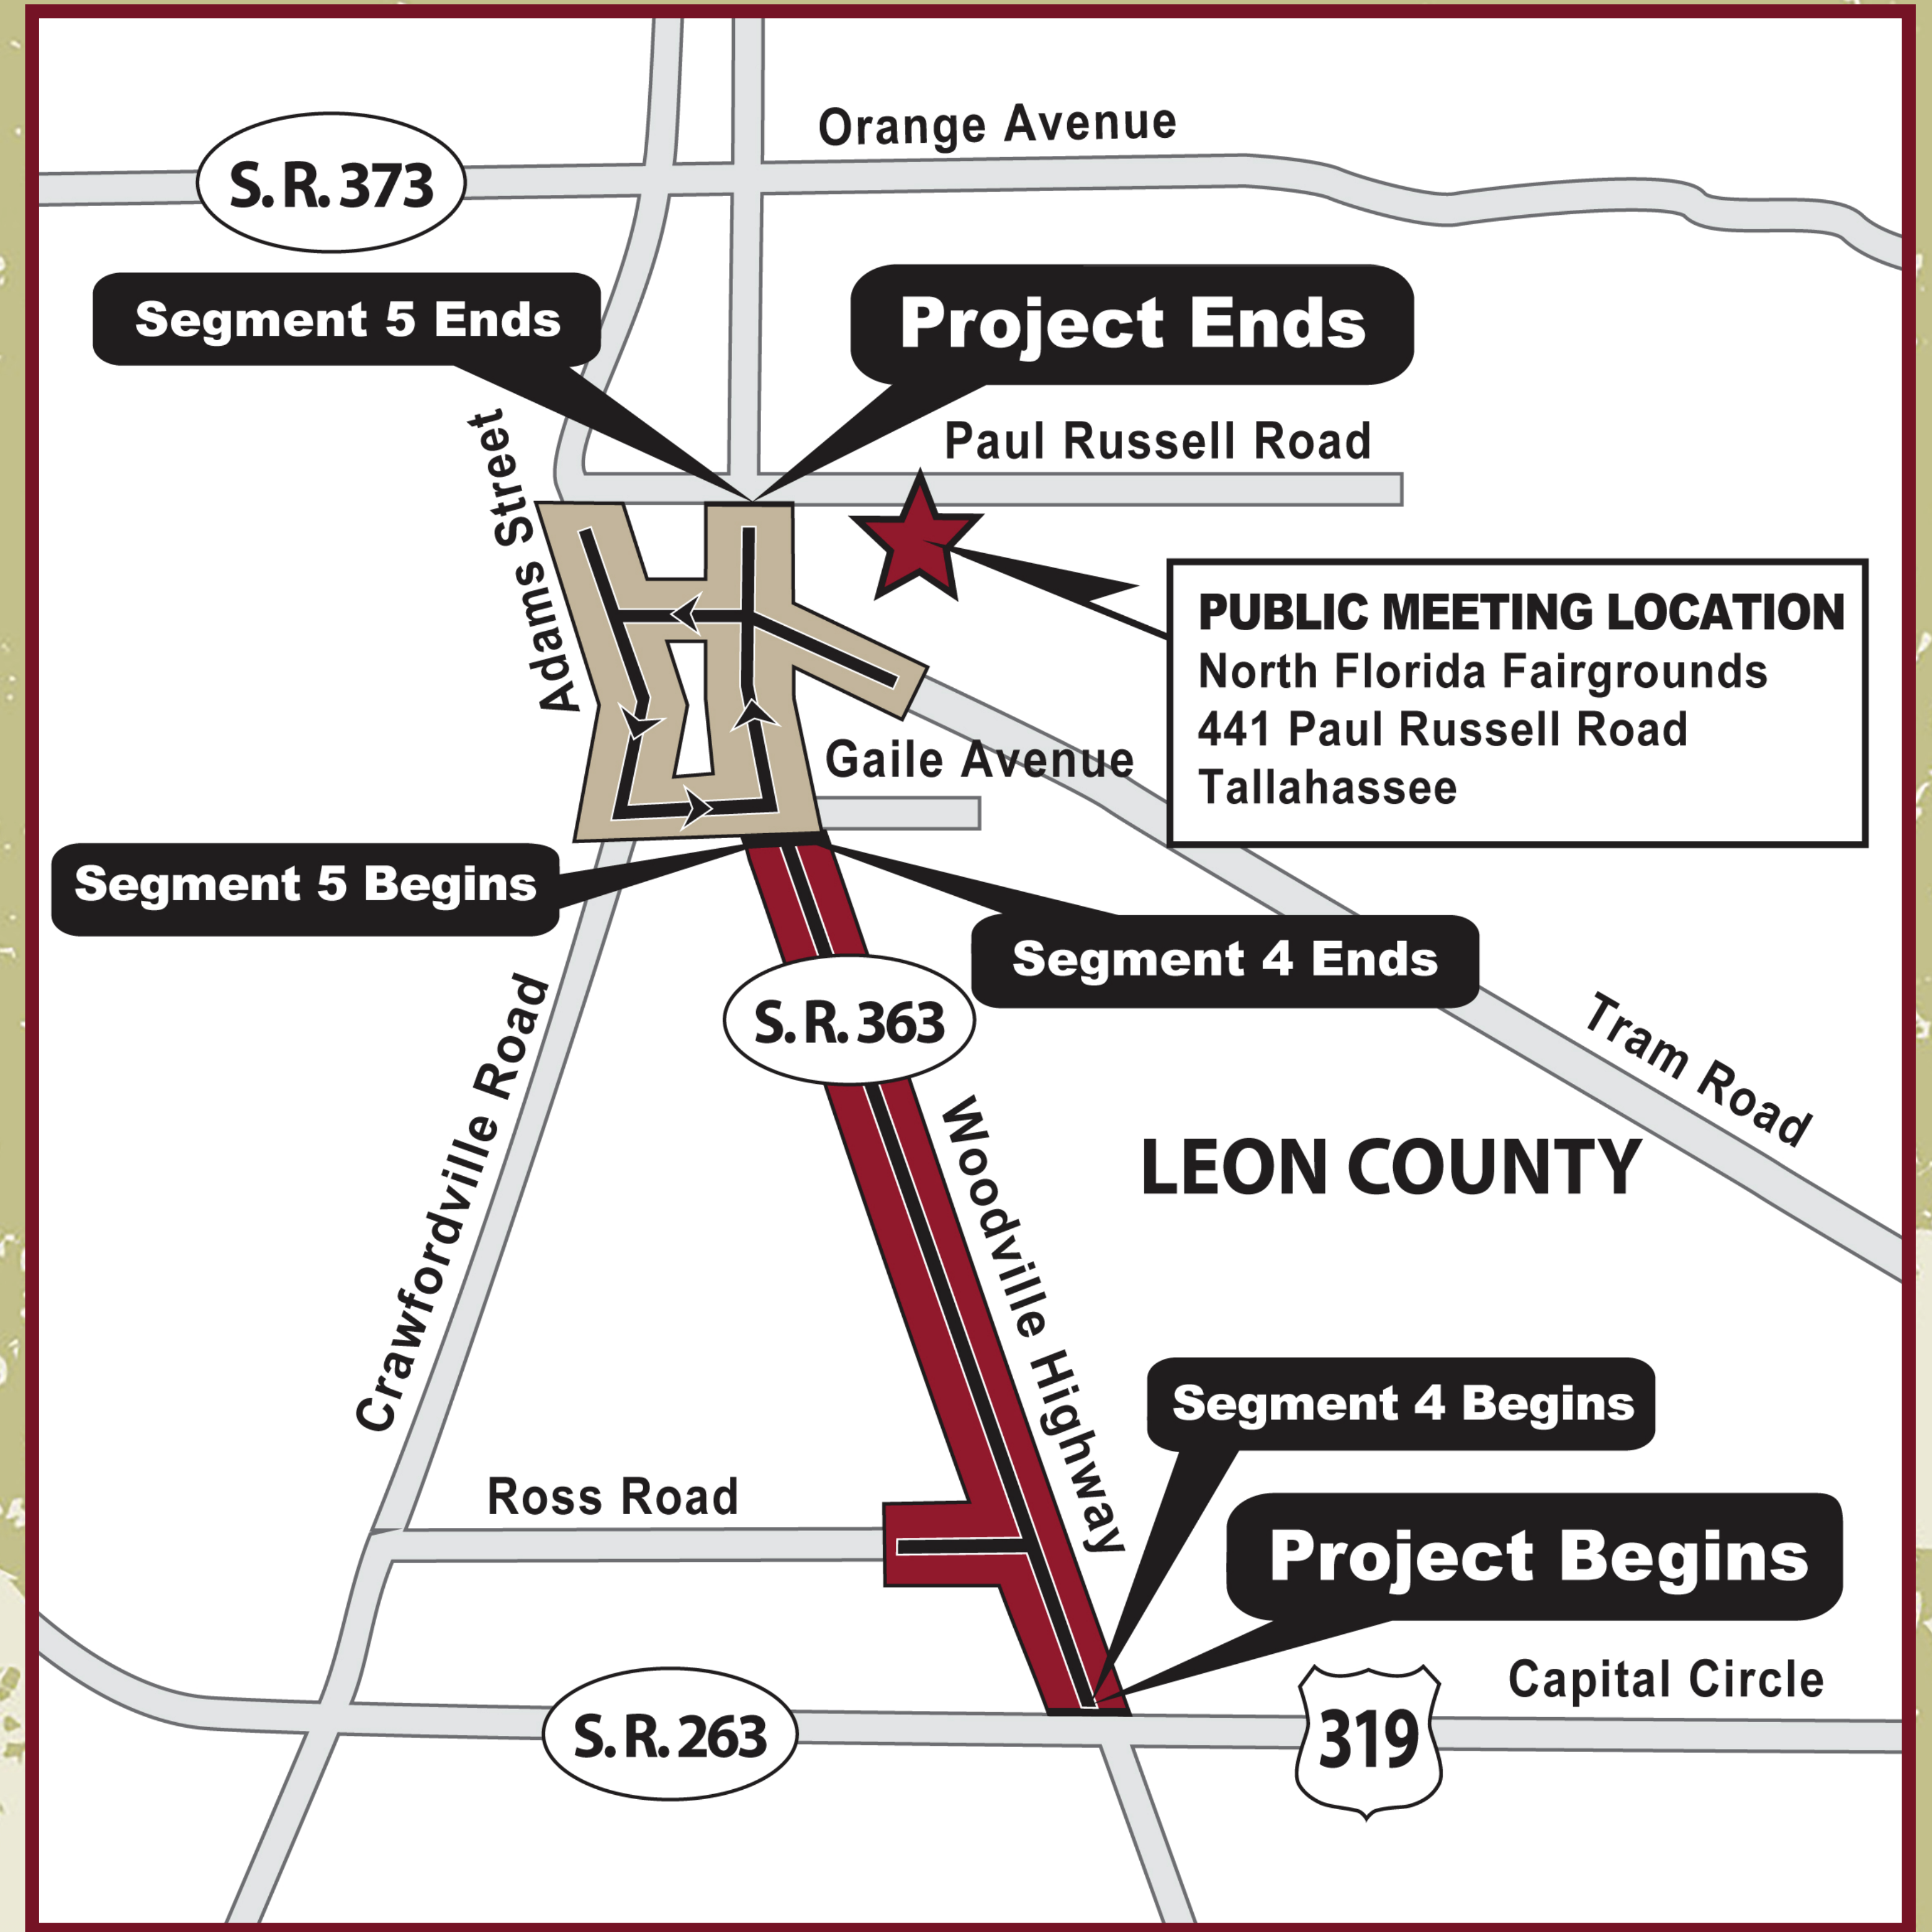 Orange Avenue
S.R. 373
Segment 5 Ends
Project Ends
Adams Street
Paul Russell Road
PUBLIC MEETING LOCATION
North Florida Fairgrounds
441 Paul Russell Road
Tallahassee
Gaile Avenue
Segment 5 Begins
Segment 4 Ends
S.R. 363
Tram Road
Crawfordville Road
Woodville Highway
LEON COUNTY
Segment 4 Begins
Ross Road
Project Begins
Capital Circle
S.R. 263
319